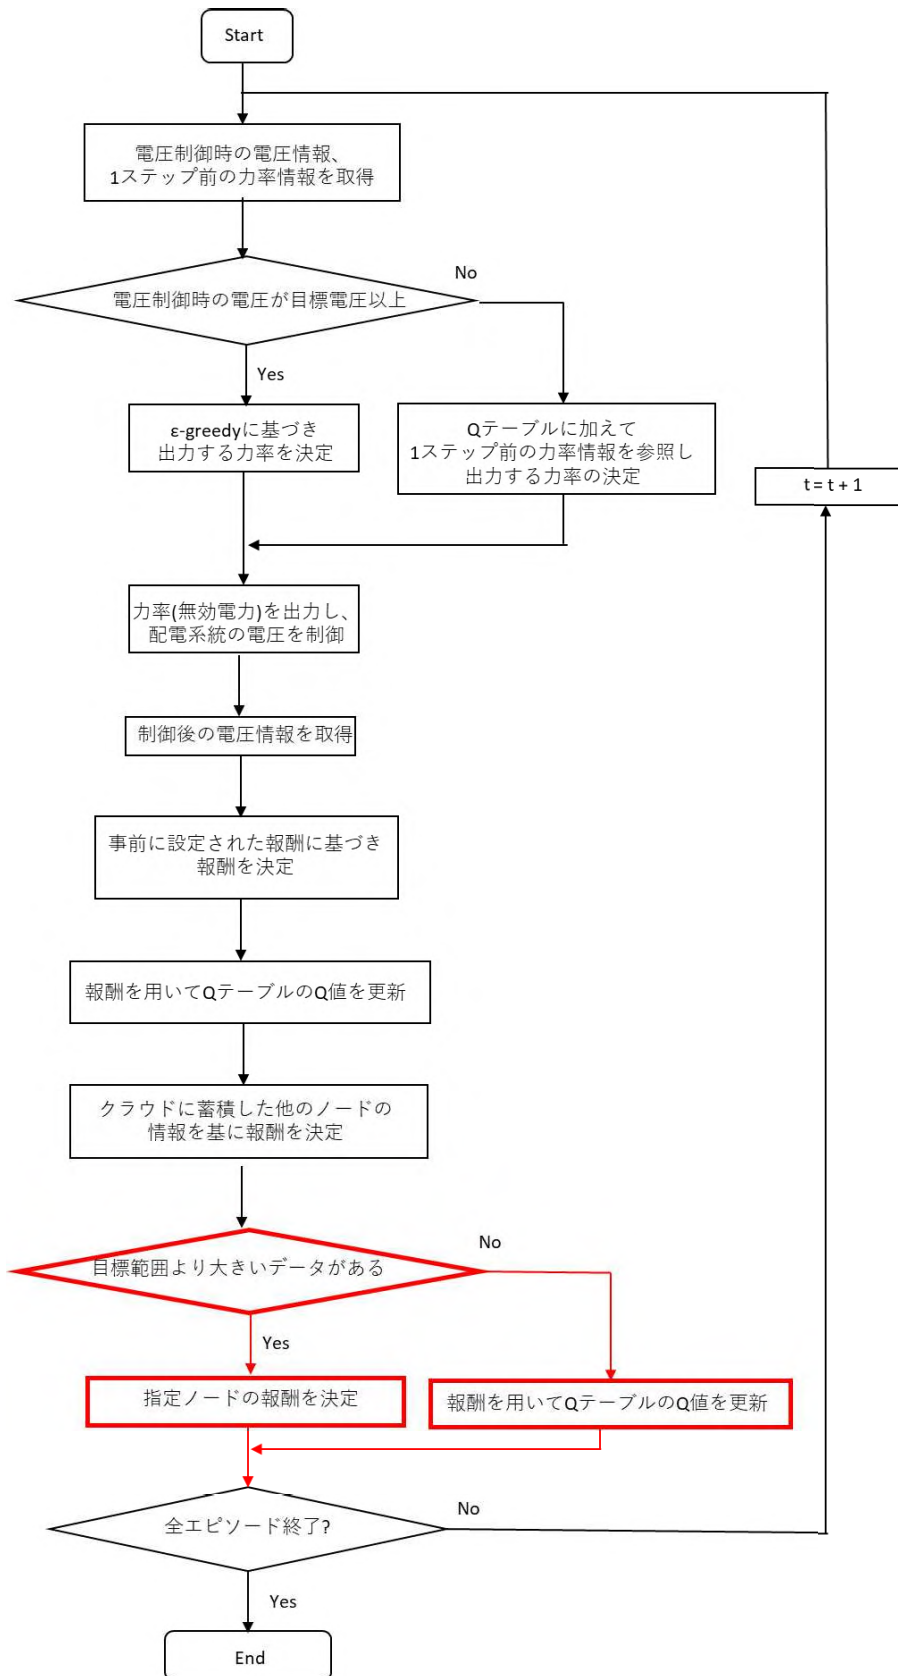 Start
電圧制御時の電圧情報、
1ステップ前の力率情報を取得
No
電圧制御時の電圧が目標電圧以上
Yes
ε-greedyに基づき
出力する力率を決定
Qテーブルに加えて
1ステップ前の力率情報を参照し
出力する力率の決定
t = t + 1
力率(無効電力)を出力し、
配電系統の電圧を制御
制御後の電圧情報を取得
事前に設定された報酬に基づき
報酬を決定
報酬を用いてQテーブルのQ値を更新
クラウドに蓄積した他のノードの
情報を基に報酬を決定
No
目標範囲より大きいデータがある
Yes
指定ノードの報酬を決定
報酬を用いてQテーブルのQ値を更新
No
全エピソード終了?
Yes
End